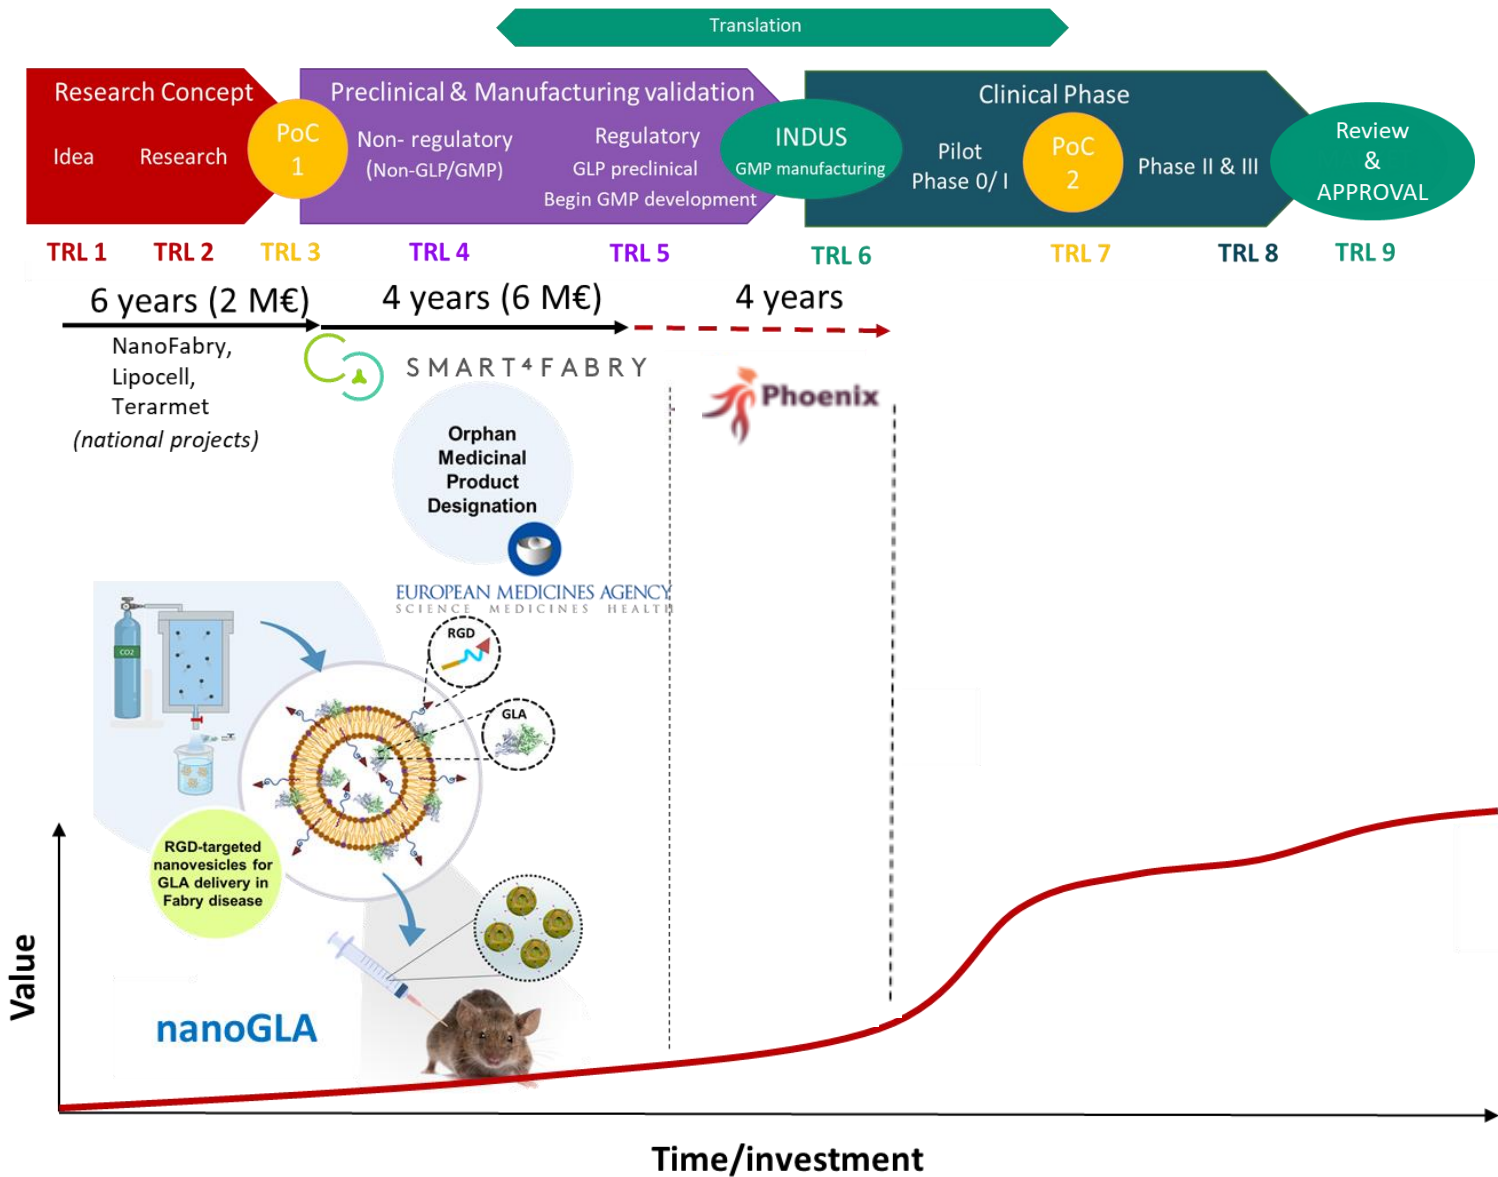 Translation
Research Concept
Idea
Research
PoC
1
Preclinical & Manufacturing validation
Non- regulatory
(Non-GLP/GMP)
Regulatory
GLP preclinical
Begin GMP development
INDUS
GMP manufacturing
Clinical Phase
Pilot
Phase 0/ I
PoC
2
Phase II & III
Review
&
APPROVAL
TRL 1
TRL 2
TRL 3
TRL 4
TRL 5
TRL 6
TRL 7
TRL 8
TRL 9
6 years (2 M€)
4 years (6 M€)
4 years
NanoFabry,
Lipocell,
Terarmet
(national projects)
SMART4FABRY
Phoenix
Orphan
Medicinal
Product
Designation
EUROPEAN MEDICINES AGENCY
SCIENCE MEDICINES HEALTH
CO2
RGD
GLA
RGD-targeted
nanovesicles for
GLA delivery in
Fabry disease
nanoGLA
Value
Time/investment